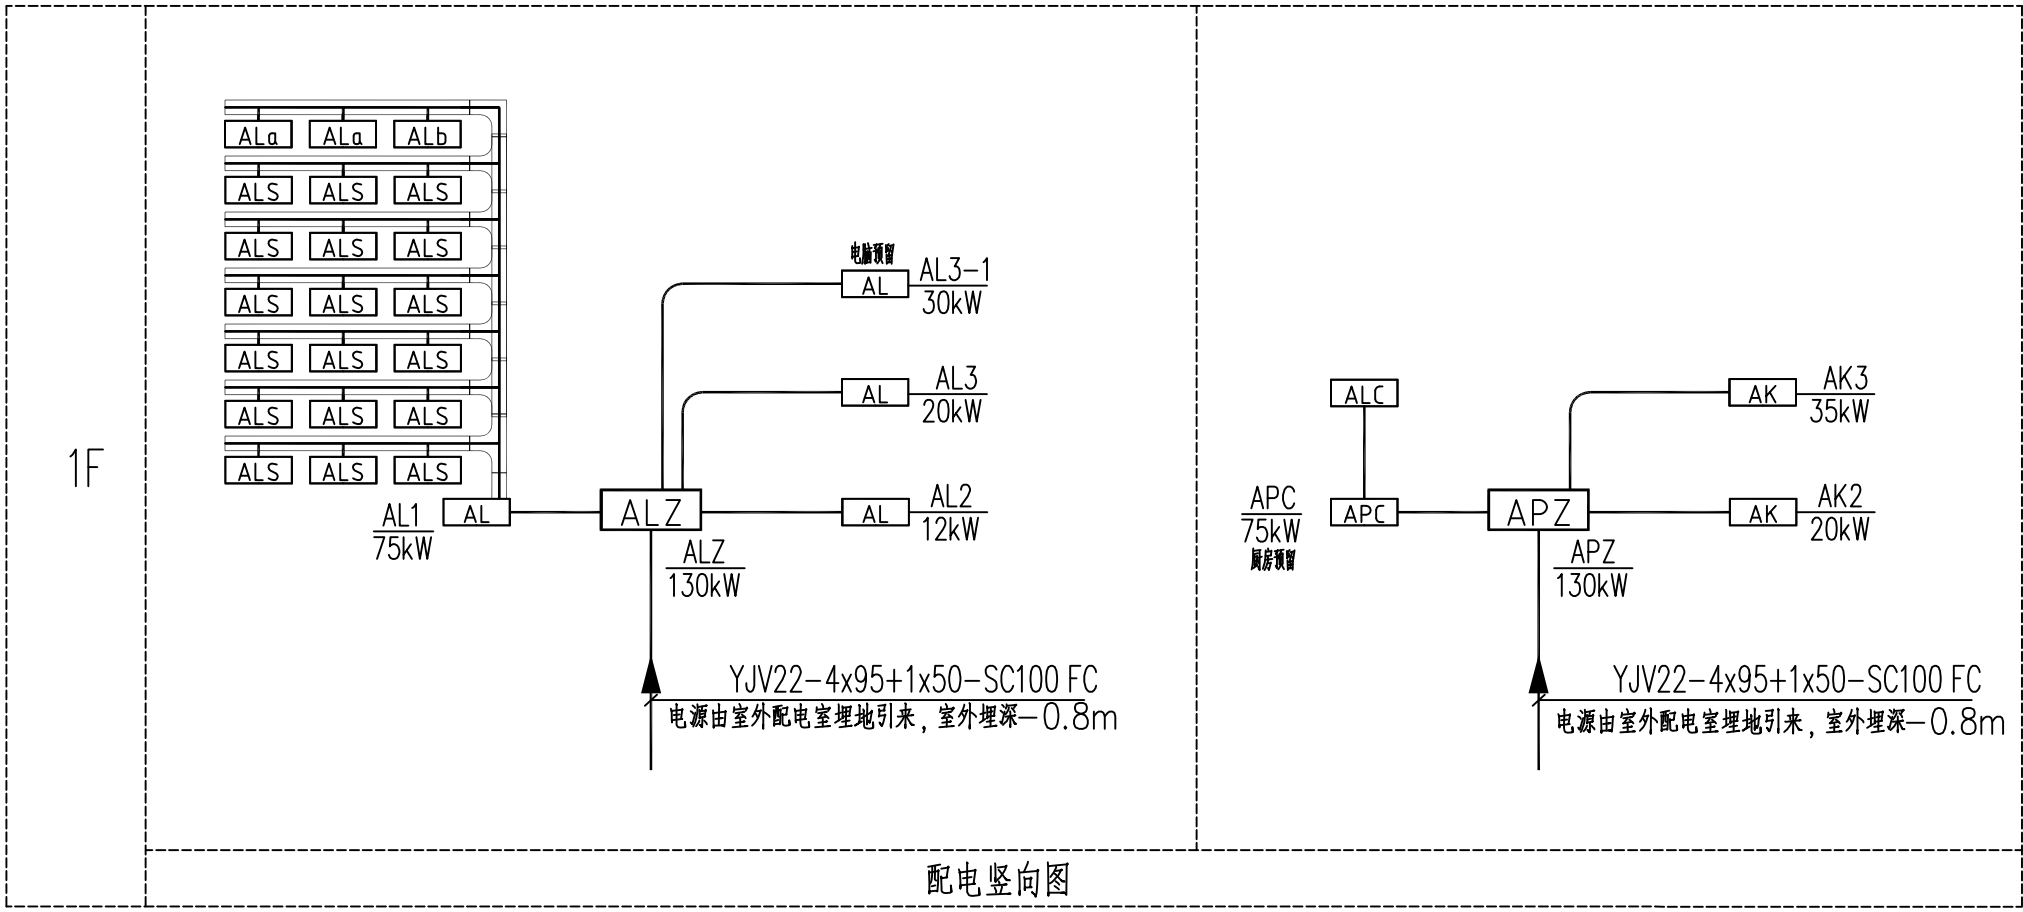 ALa ALa ALb
ALS ALS ALS
ALS ALS ALS
ALS ALS ALS
ALS ALS ALS
ALS ALS ALS
ALS ALS ALS
1F
AL1
75kW
AL
ALZ
ALZ
130kW
电脑预留
AL
AL3-1
30kW
AL
AL3
20kW
AL
AL2
12kW
YJV22-4x95+1x50-SC100 FC
电源由室外配电室埋地引来，室外埋深-0.8m
ALC
APC
75kW
厨房预留
APC
APZ
APZ
130kW
AK
AK3
35kW
AK
AK2
20kW
YJV22-4x95+1x50-SC100 FC
电源由室外配电室埋地引来，室外埋深-0.8m
配电竖向图